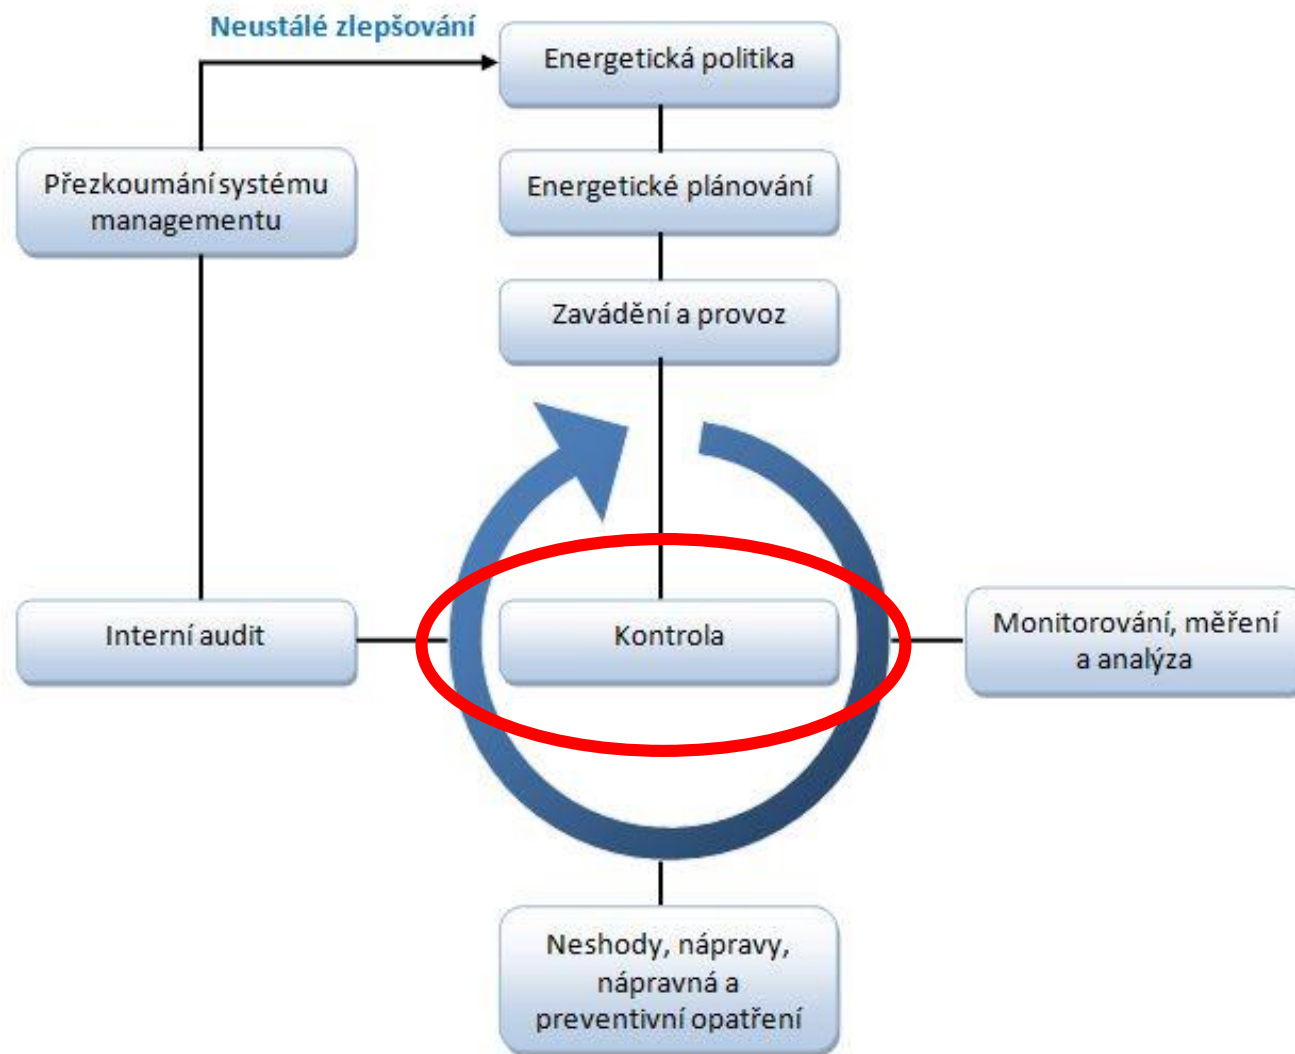 Neustálé zlepšování
Energetická politika
Přezkoumání systému
managementu
Energetické plánování
Zavádění a provoz
Interní audit
Kontrola
Monitorování, měření
a analýza
Neshody, nápravy,
nápravná a
preventivní opatření